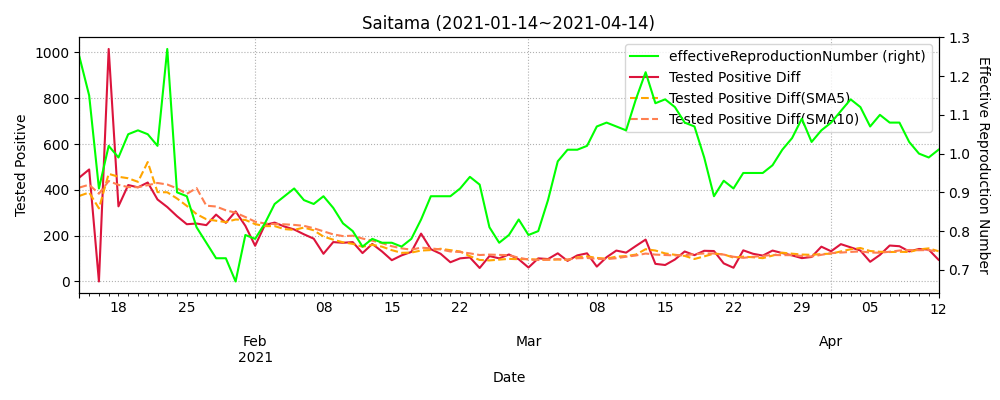 Saitama (2021-01-14~2021-04-14)
effectiveReproductionNumber (right)
Tested Positive Diff
Tested Positive Diff(SMA5)
Tested Positive Diff(SMA10)
Tested Positive
1000
800
600
400
200
0
1.3
1.2
1.1
1.0
0.9
0.8
0.7
Effective Reproduction Number
18 25 08 15 22 08 15 22 29 05 12
Feb Mar Apr
2021
Date